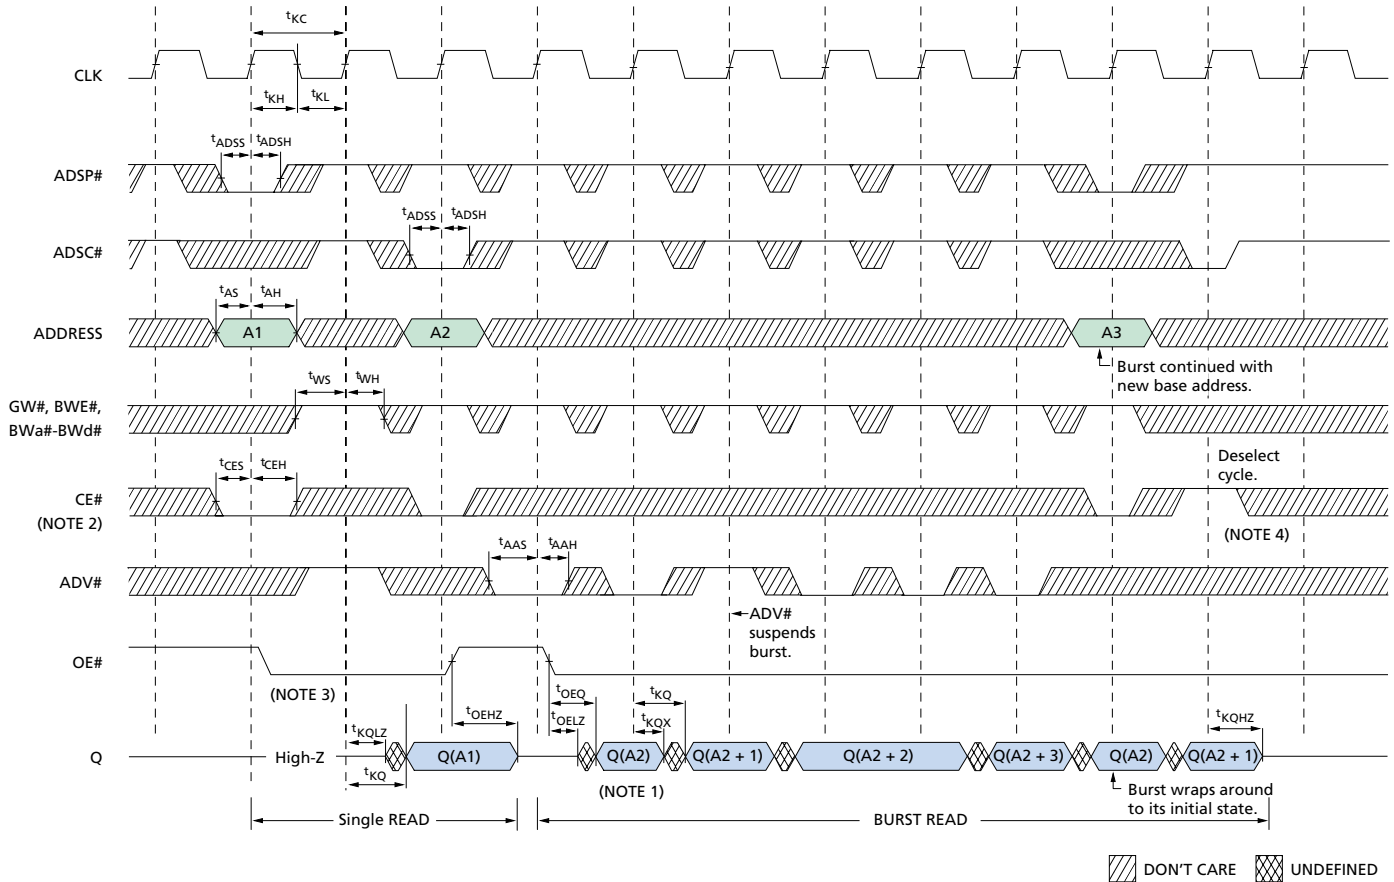 tKC
CLK
tKH
tKL
tADSS
tADSH
ADSP#
tADSS
tADSH
ADSC#
tAS
tAH
ADDRESS
A1
A2
A3
Burst continued with
new base address.
tWS
tWH
GW#, BWE#,
BWa#-BWd#
Deselect
cycle.
tCES
tCEH
CE#
(NOTE 2)
(NOTE 4)
tAAS
tAAH
ADV#
ADV#
suspends
burst.
OE#
(NOTE 3)
tOEHZ
tOEQ
tOELZ
tKQ
tKQX
tKQHZ
tKQLZ
Q
High-Z
Q(A1)
Q(A2)
Q(A2 + 1)
Q(A2 + 2)
Q(A2 + 3)
Q(A2)
Q(A2 + 1)
tKQ
(NOTE 1)
Burst wraps around
to its initial state.
Single READ
BURST READ
DON'T CARE
UNDEFINED